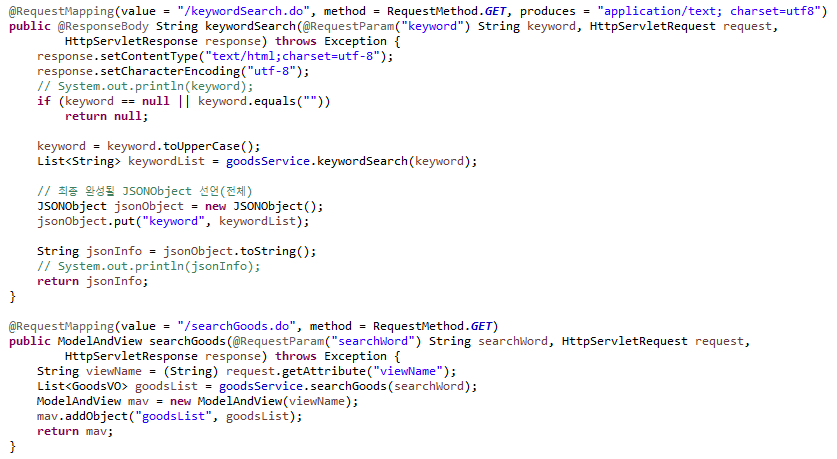 @RequestMapping(value = "/keywordSearch.do", method = RequestMethod.GET, produces = "application/text; charset=utf8")
public @ResponseBody String keywordSearch(@RequestParam("keyword") String keyword, HttpServletRequest request,
        HttpServletResponse response) throws Exception {
    response.setContentType("text/html;charset=utf-8");
    response.setCharacterEncoding("utf-8");
    // System.out.println(keyword);
    if (keyword == null || keyword.equals(""))
        return null;

    keyword = keyword.toUpperCase();
    List<String> keywordList = goodsService.keywordSearch(keyword);

    // 최종 완성될 JSONObject 선언(전체)
    JSONObject jsonObject = new JSONObject();
    jsonObject.put("keyword", keywordList);

    String jsonInfo = jsonObject.toString();
    // System.out.println(jsonInfo);
    return jsonInfo;
}

@RequestMapping(value = "/searchGoods.do", method = RequestMethod.GET)
public ModelAndView searchGoods(@RequestParam("searchWord") String searchWord, HttpServletRequest request,
        HttpServletResponse response) throws Exception {
    String viewName = (String) request.getAttribute("viewName");
    List<GoodsVO> goodsList = goodsService.searchGoods(searchWord);
    ModelAndView mav = new ModelAndView(viewName);
    mav.addObject("goodsList", goodsList);
    return mav;
}